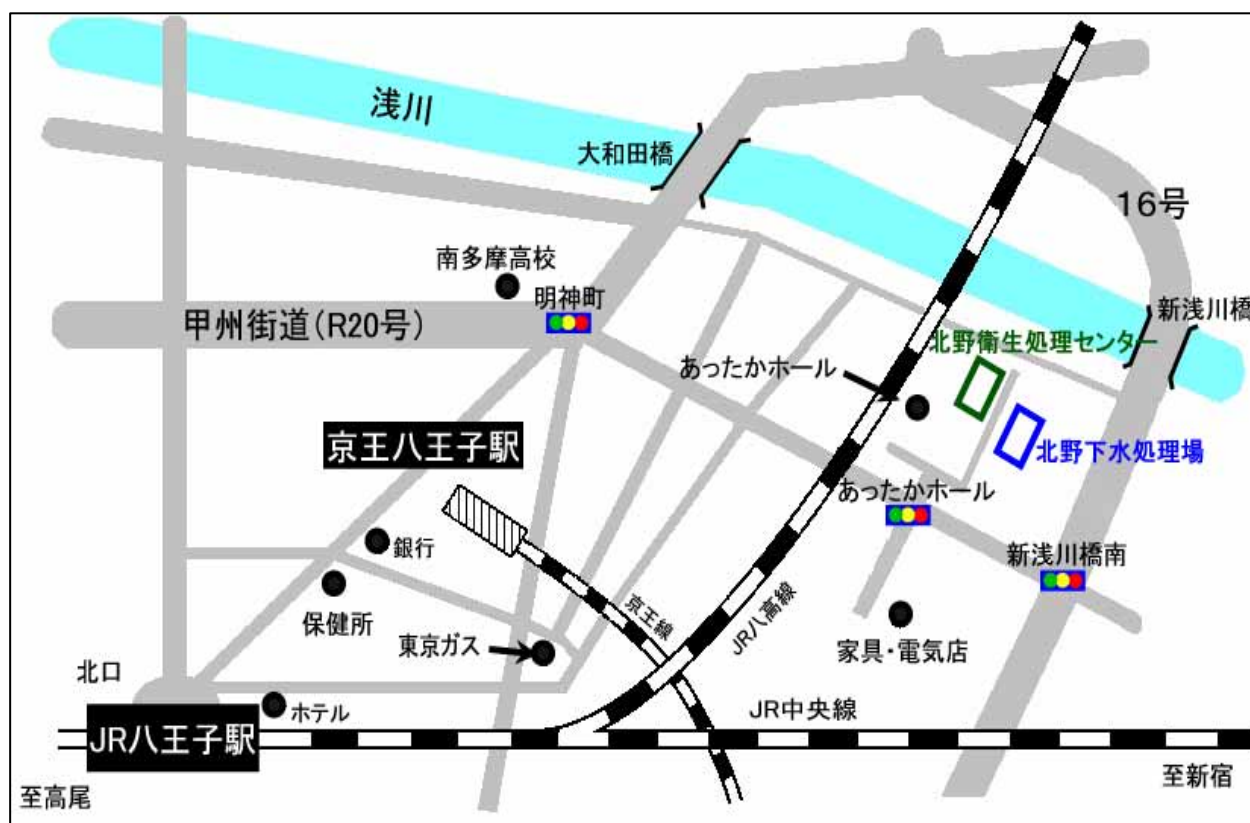 浅川
大和田橋
16号
南多摩高校
明神町
新浅川橋
甲州街道(R20号)
北野衛生処理センター
あったかホール
京王八王子駅
北野下水処理場
あったかホール
銀行
新浅川橋南
保健所
京王線
JR八高線
東京ガス
家具・電気店
北口
ホテル
JR中央線
JR八王子駅
至新宿
至高尾